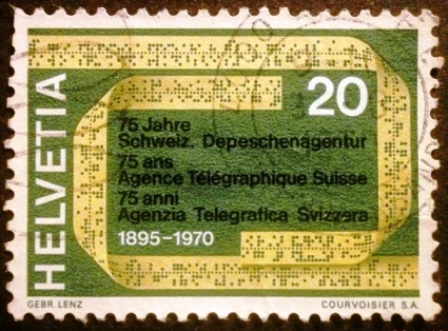 HELVETIA
20
75 Jahre
Schweiz. Depeschenagentur
75 ans
Agence Télégraphique Suisse
75 anni
Agenzia Telegrafica Svizzera
1895–1970
GEBR. LENZ
COURVOISIER S.A.